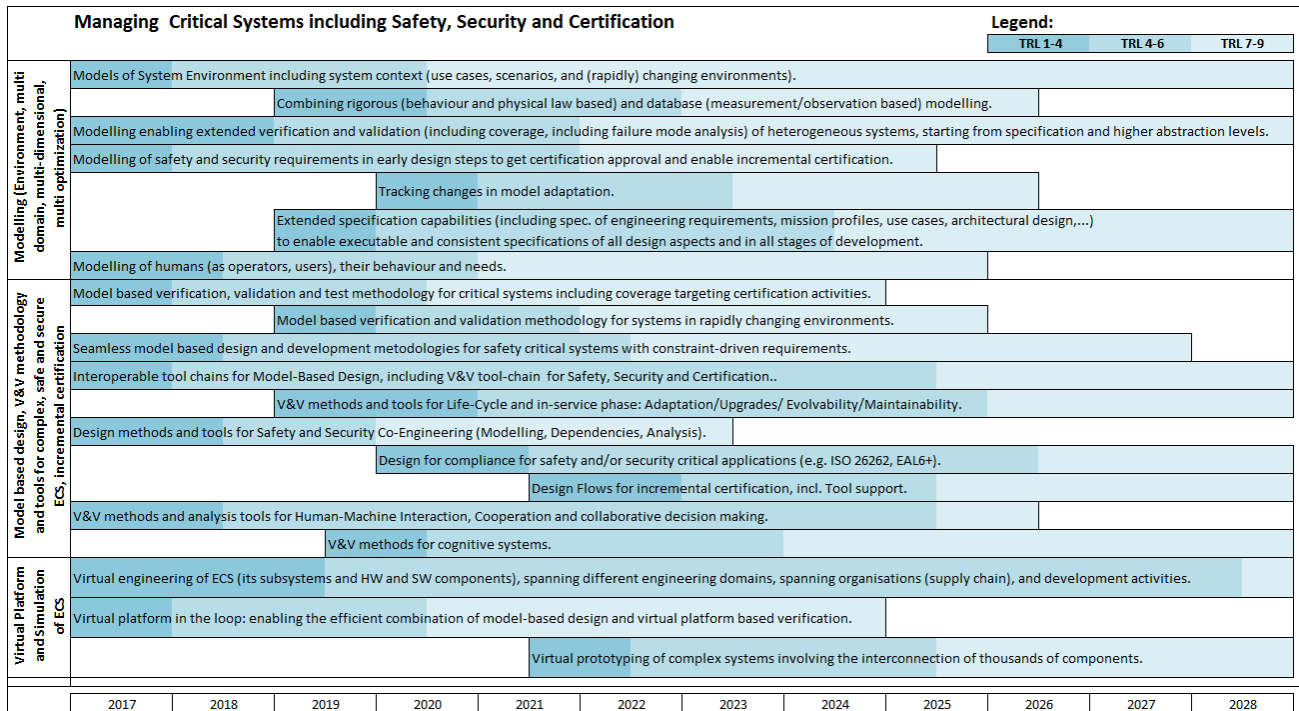 Managing Critical Systems including Safety, Security and Certification
Legend:
TRL 1-4
TRL 4-6
TRL 7-9
Modelling (Environment, multi
domain, multi-dimensional,
multi optimization)
Models of System Environment including system context (use cases, scenarios, and (rapidly) changing environments).
Combining rigorous (behaviour and physical law based) and database (measurement/observation based) modelling.
Modelling enabling extended verification and validation (including coverage, including failure mode analysis) of heterogeneous systems, starting from specification and higher abstraction levels.
Modelling of safety and security requirements in early design steps to get certification approval and enable incremental certification.
Tracking changes in model adaptation.
Extended specification capabilities (including spec. of engineering requirements, mission profiles, use cases, architectural design,...)
to enable executable and consistent specifications of all design aspects and in all stages of development.
Modelling of humans (as operators, users), their behaviour and needs.
Model based design, V&V methodology
and tools for complex, safe and secure
ECS, incremental certification
Model based verification, validation and test methodology for critical systems including coverage targeting certification activities.
Model based verification and validation methodology for systems in rapidly changing environments.
Seamless model based design and development metodologies for safety critical systems with constraint-driven requirements.
Interoperable tool chains for Model-Based Design, including V&V tool-chain for Safety, Security and Certification..
V&V methods and tools for Life-Cycle and in-service phase: Adaptation/Upgrades/ Evolvability/Maintainability.
Design methods and tools for Safety and Security Co-Engineering (Modelling, Dependencies, Analysis).
Design for compliance for safety and/or security critical applications (e.g. ISO 26262, EAL6+).
Design Flows for incremental certification, incl. Tool support.
V&V methods and analysis tools for Human-Machine Interaction, Cooperation and collaborative decision making.
V&V methods for cognitive systems.
Virtual Platform
and Simulation
of ECS
Virtual engineering of ECS (its subsystems and HW and SW components), spanning different engineering domains, spanning organisations (supply chain), and development activities.
Virtual platform in the loop: enabling the efficient combination of model-based design and virtual platform based verification.
Virtual prototyping of complex systems involving the interconnection of thousands of components.
2017 2018 2019 2020 2021 2022 2023 2024 2025 2026 2027 2028